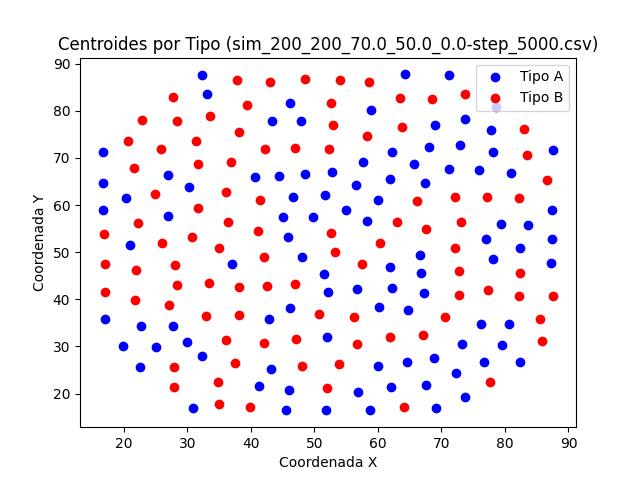 Centroides por Tipo (sim_200_200_70.0_50.0_0.0-step_5000.csv)
Tipo A
Tipo B
Coordenada Y
90
80
70
60
50
40
30
20
20 30 40 50 60 70 80 90
Coordenada X